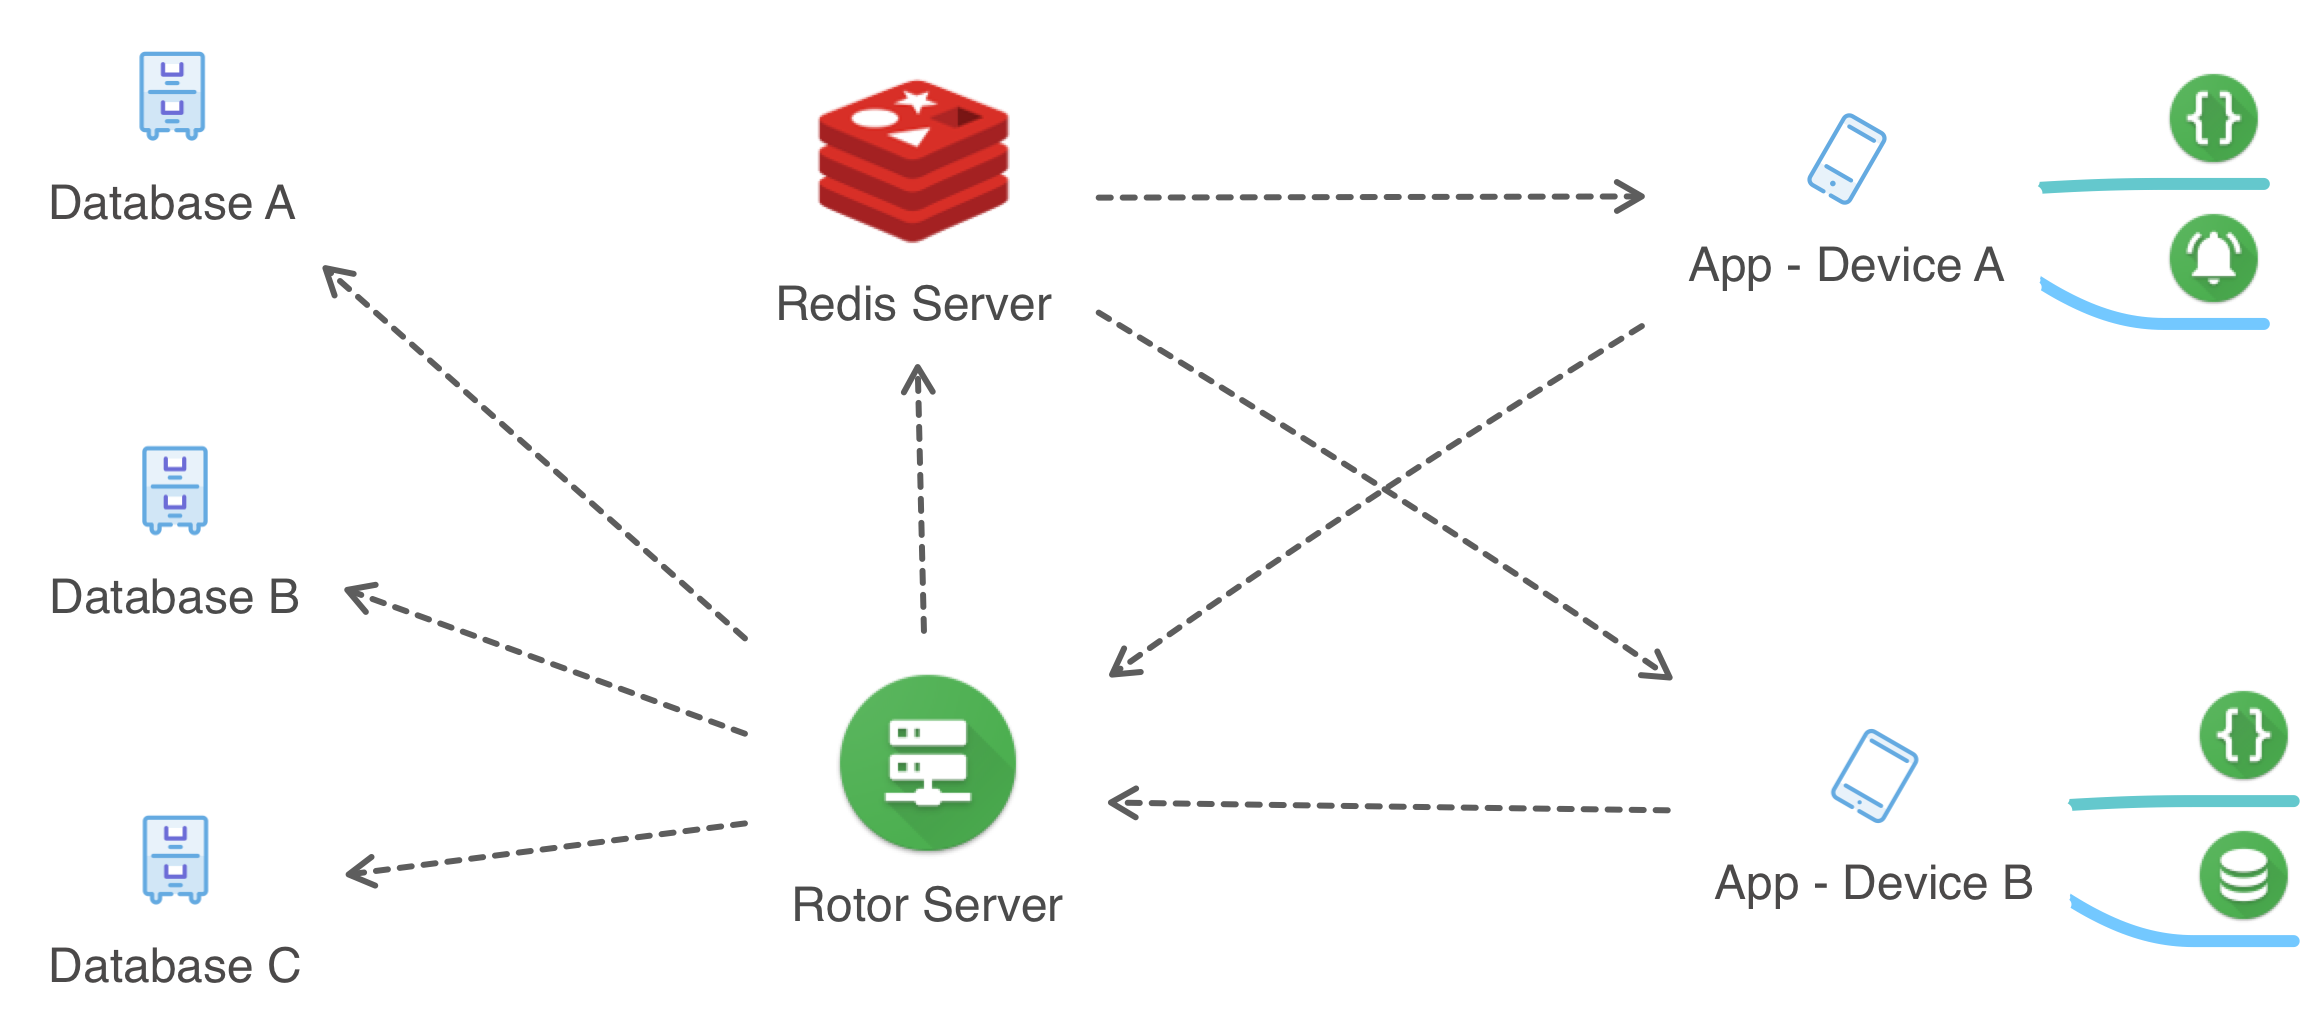 Database A
Redis Server
App - Device A
Database B
App - Device B
Rotor Server
Database C